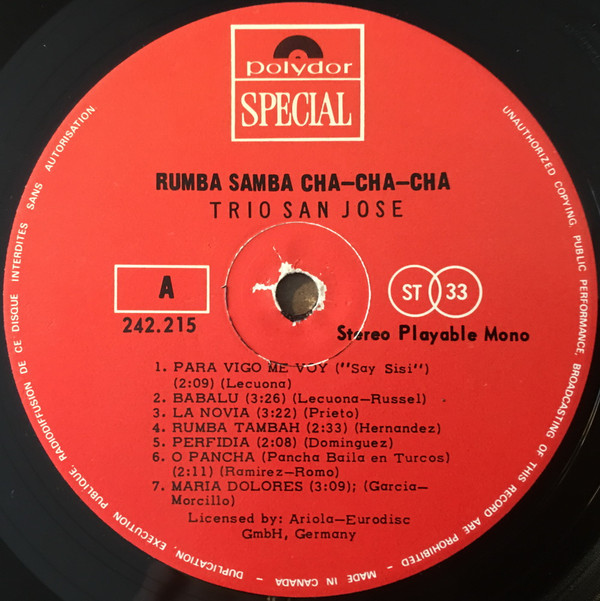 polydor
SPECIAL
RUMBA SAMBA CHA-CHA-CHA
TRIO SAN JOSE
A
242.215
ST 33
Stereo Playable Mono
1. PARA VIGO ME VOY ("Say Sisi")
(2:09) (Lecuona)
2. BABALU (3:26) (Lecuona-Russel)
3. LA NOVIA (3:22) (Prieto)
4. RUMBA TAMBAH (2:33) (Hernandez)
5. PERFIDIA (2:08) (Dominguez)
6. O PANCHA (Pancha Baila en Turcos)
(2:11) (Ramirez-Romo)
7. MARIA DOLORES (3:09); (Garcia-
Morcillo)
Licensed by: Ariola-Eurodisc
GmbH, Germany
UNAUTHORIZED COPYING, PUBLIC PERFORMANCE, BROADCASTING OF THIS RECORD ARE PROHIBITED - MADE IN CANADA - DUPLICATION, EXECUTION PUBLIQUE, RADIODIFFUSION DE CE DISQUE INTERDITES SANS AUTORISATION.